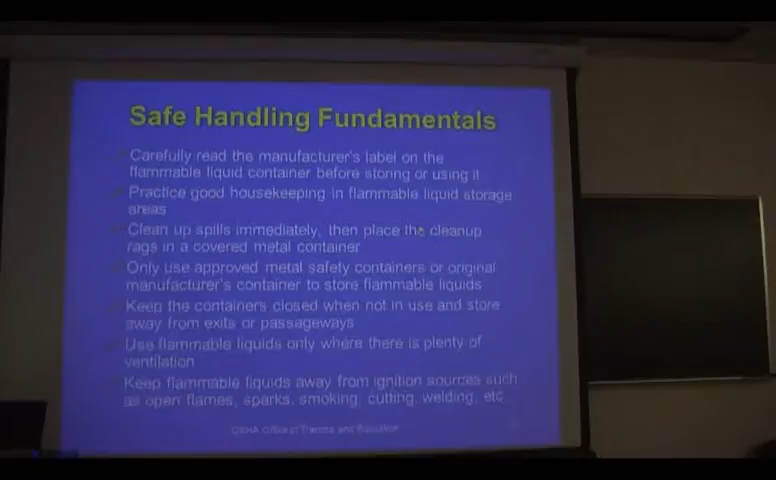 Safe Handling Fundamentals
Carefully read the manufacturer's label on the
flammable liquid container before storing or using it
Practice good housekeeping in flammable liquid storage
areas
Clean up spills immediately, then place the cleanup
rags in a covered metal container
Only use approved metal safety containers or original
manufacturer's container to store flammable liquids
Keep the containers closed when not in use and store
away from exits or passageways
Use flammable liquids only where there is plenty of
ventilation
Keep flammable liquids away from ignition sources such
as open flames, sparks, smoking, cutting, welding, etc
OSHA Office of Training and Education